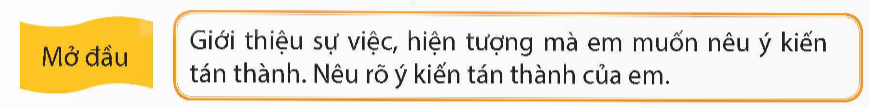 Mở đầu
Giới thiệu sự việc, hiện tượng mà em muốn nêu ý kiến
tán thành. Nêu rõ ý kiến tán thành của em.